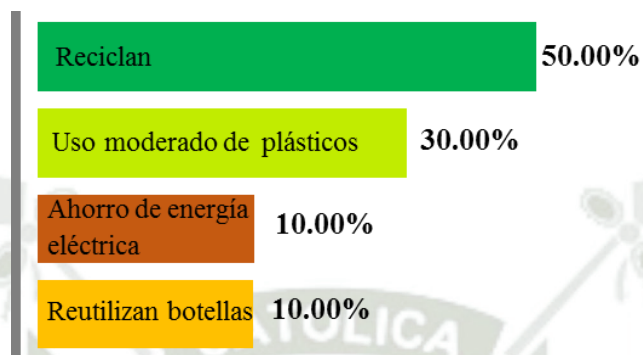 Reciclan 50.00%
Uso moderado de plásticos 30.00%
Ahorro de energía
eléctrica 10.00%
Reutilizan botellas 10.00%
CATOLICA